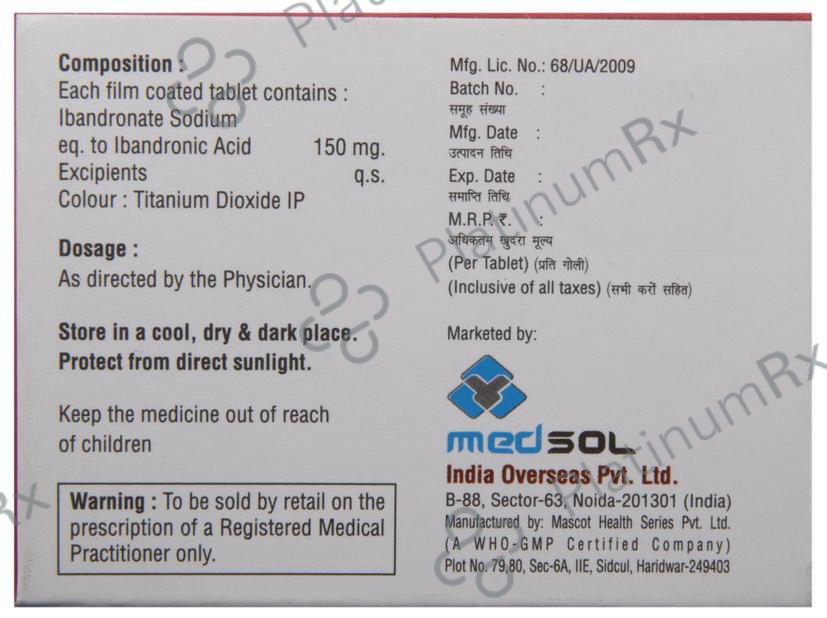 Composition :
Each film coated tablet contains :
Ibandronate Sodium
eq. to Ibandronic Acid 150 mg.
Excipients q.s.
Colour : Titanium Dioxide IP
Dosage :
As directed by the Physician.
Store in a cool, dry & dark place.
Protect from direct sunlight.
Keep the medicine out of reach
of children
Warning : To be sold by retail on the
prescription of a Registered Medical
Practitioner only.
Mfg. Lic. No.: 68/UA/2009
Batch No. :
समूह संख्या
Mfg. Date :
उत्पादन तिथि
Exp. Date :
समाप्ति तिथि
M.R.P. ₹. :
अधिकतम् खुदरा मूल्य
(Per Tablet) (प्रति गोली)
(Inclusive of all taxes) (सभी करों सहित)
Marketed by:
medsol
India Overseas Pvt. Ltd.
B-88, Sector-63, Noida-201301 (India)
Manufactured by: Mascot Health Series Pvt. Ltd.
(A WHO-GMP Certified Company)
Plot No. 79,80, Sec-6A, IIE, Sidcul, Haridwar-249403
PlatinumRx
PlatinumRx